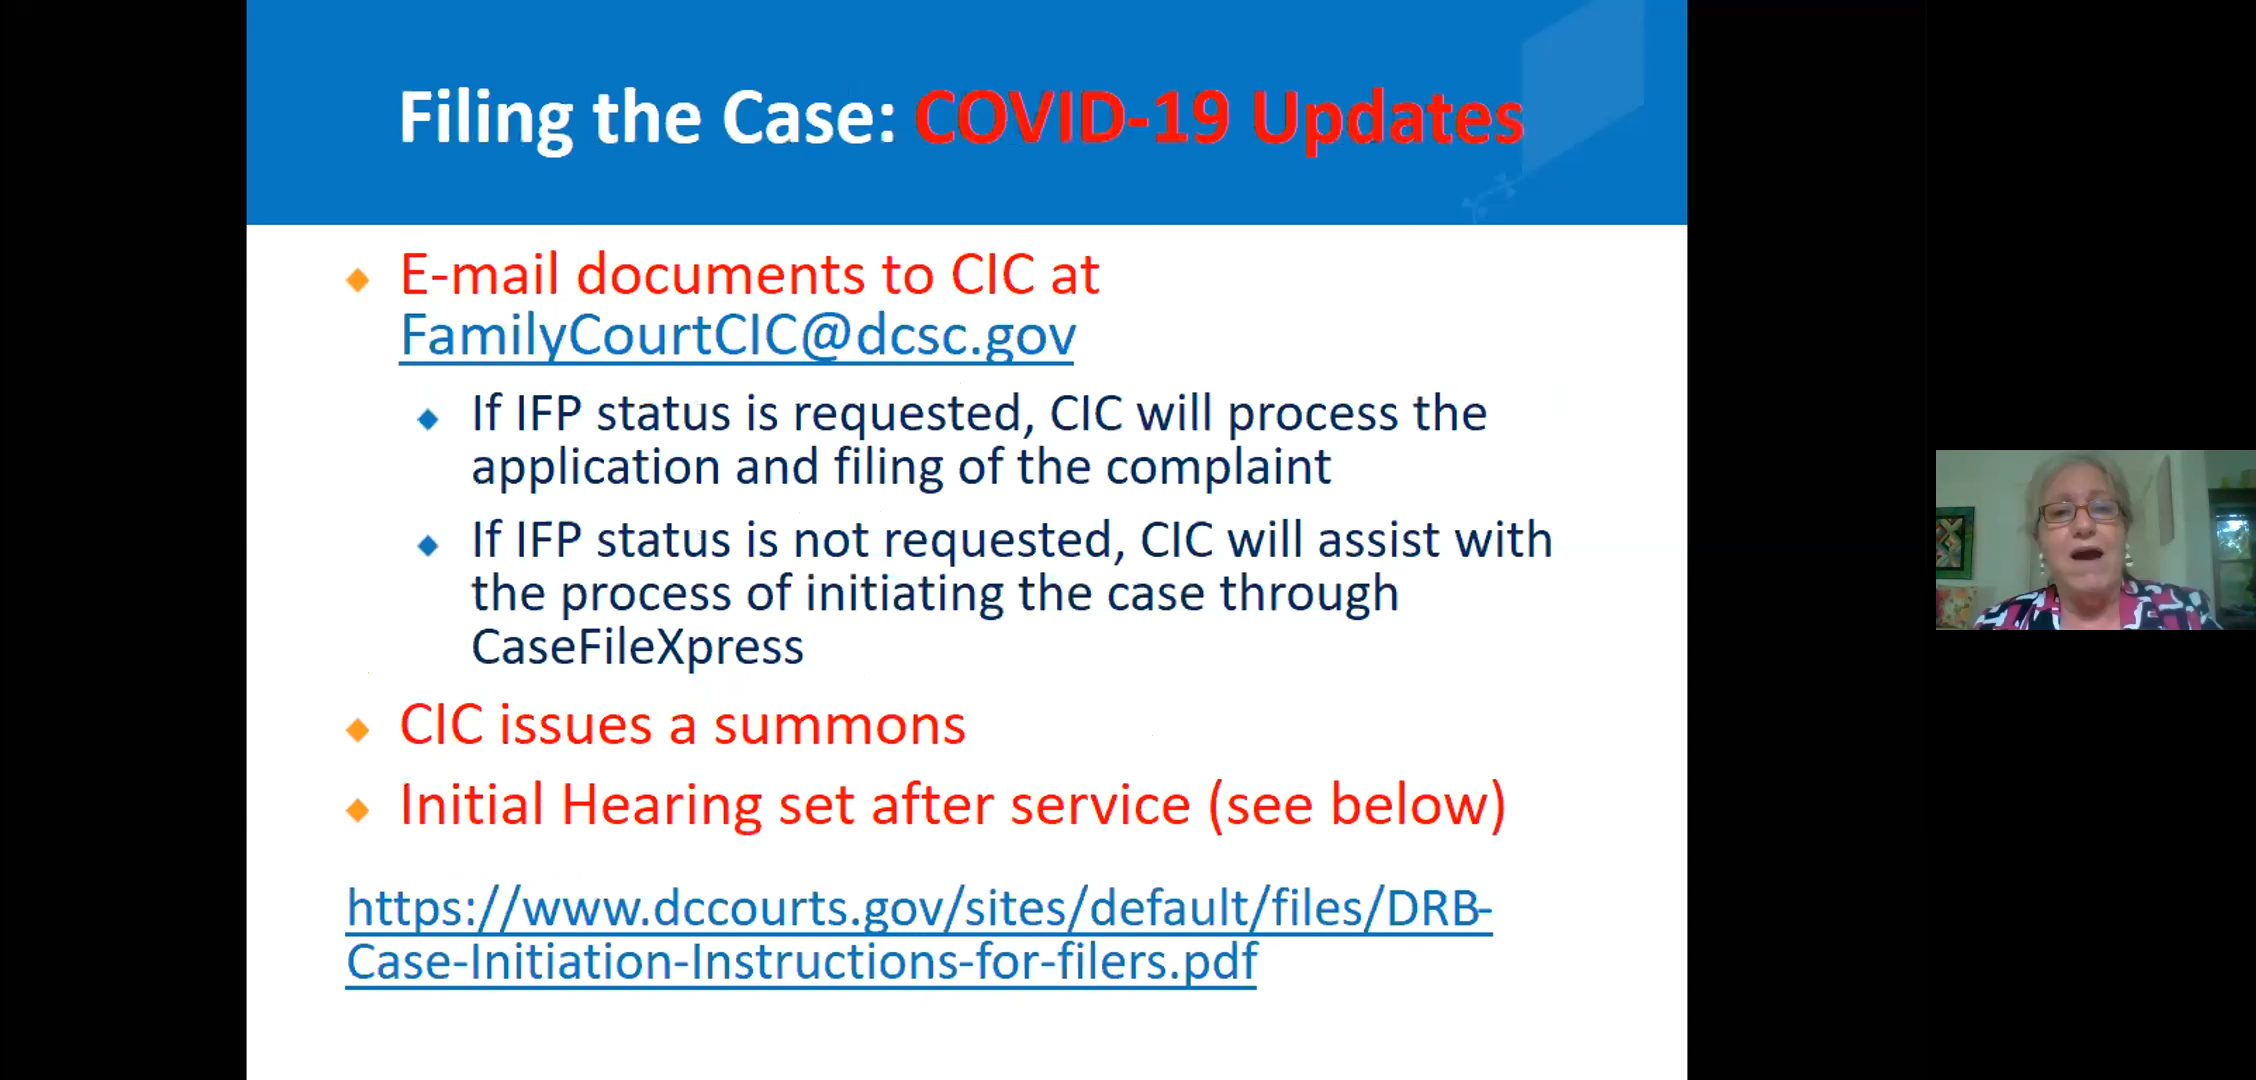 Filing the Case: COVID-19 Updates
E-mail documents to CIC at
FamilyCourtCIC@dcsc.gov
If IFP status is requested, CIC will process the
application and filing of the complaint
If IFP status is not requested, CIC will assist with
the process of initiating the case through
CaseFileXpress
CIC issues a summons
Initial Hearing set after service (see below)
https://www.dccourts.gov/sites/default/files/DRB-
Case-Initiation-Instructions-for-filers.pdf